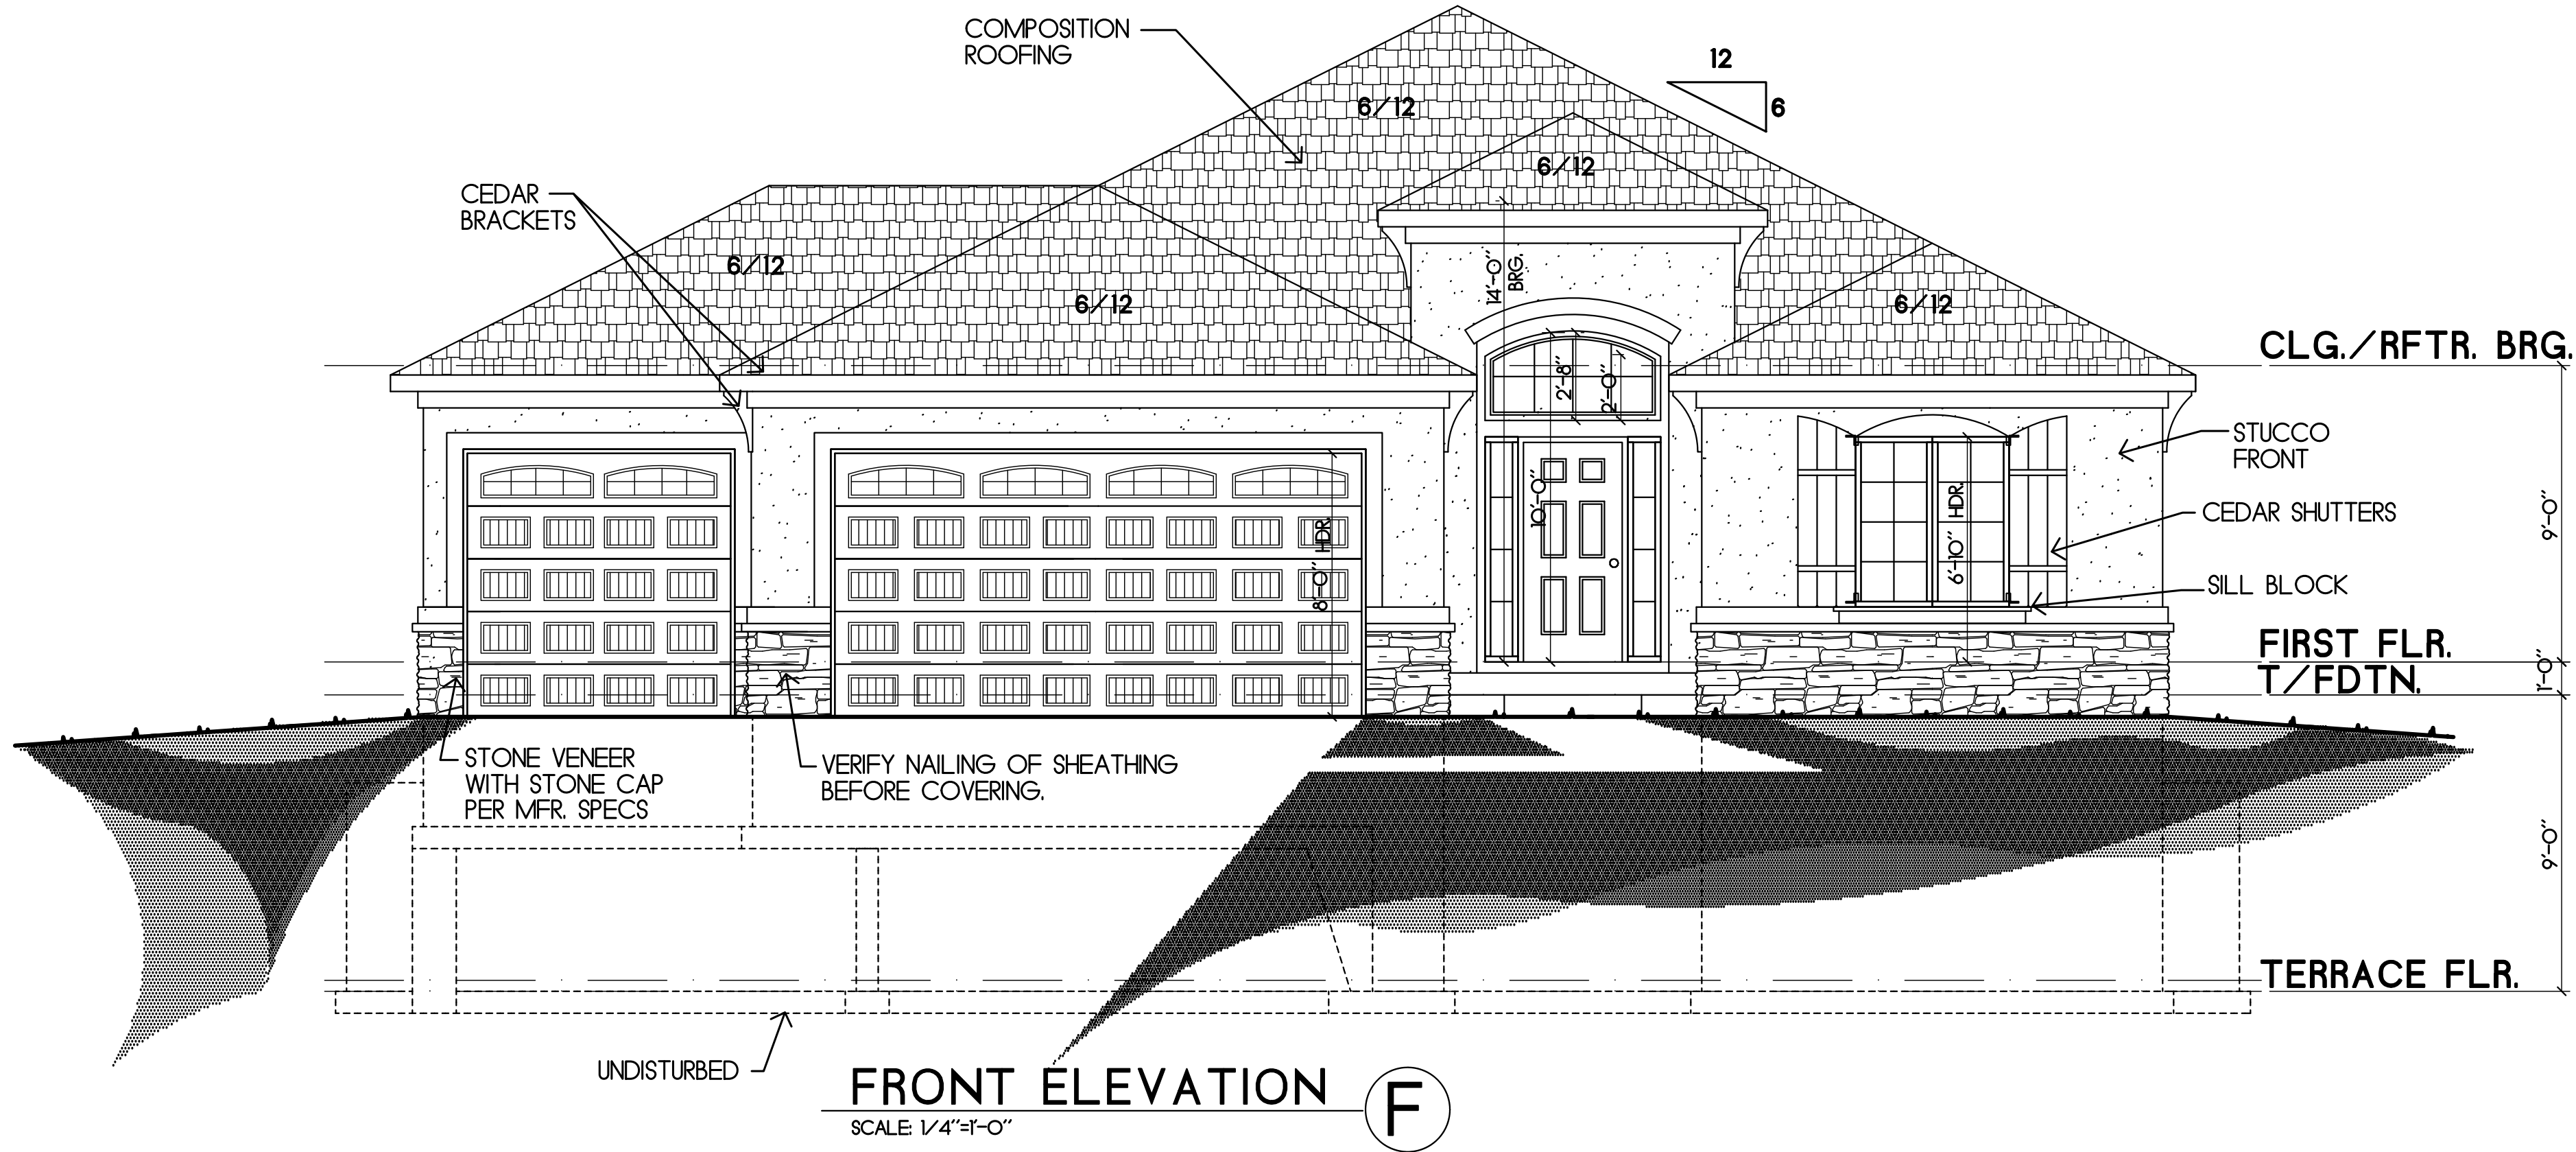 COMPOSITION
ROOFING
12
6
6/12
6/12
CEDAR
BRACKETS
6/12
6/12
6/12
14'-0"
BRG.
CLG./RFTR. BRG.
2'-8"
2'-0"
STUCCO
FRONT
10'-0"
6'-10" HDR.
8'-0" HDR.
9'-0"
CEDAR SHUTTERS
SILL BLOCK
FIRST FLR.
T/FDTN.
1'-0"
STONE VENEER
WITH STONE CAP
PER MFR. SPECS
VERIFY NAILING OF SHEATHING
BEFORE COVERING.
9'-0"
TERRACE FLR.
UNDISTURBED
FRONT ELEVATION
F
SCALE: 1/4"=1'-0"